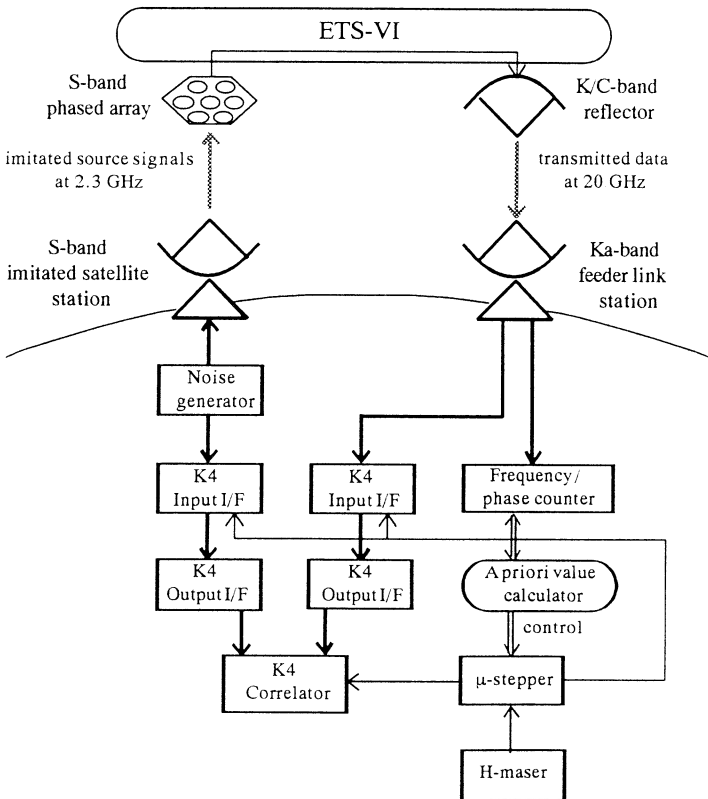 ETS-VI
S-band
phased array
K/C-band
reflector
imitated source signals
at 2.3 GHz
transmitted data
at 20 GHz
S-band
imitated satellite
station
Ka-band
feeder link
station
Noise
generator
K4
Input I/F
K4
Input I/F
Frequency/
phase counter
K4
Output I/F
K4
Output I/F
A priori value
calculator
control
K4
Correlator
μ-stepper
H-maser